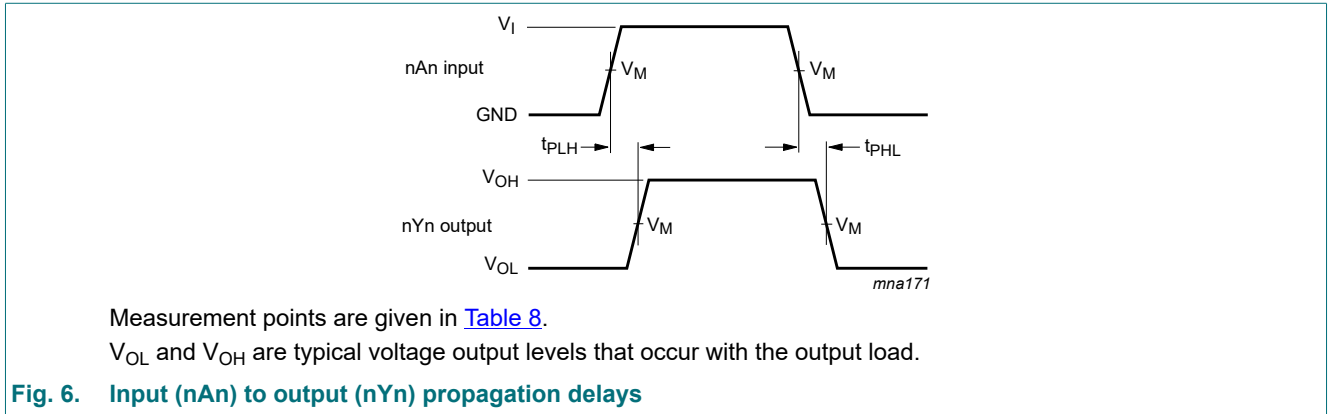 V_I
nAn input
V_M
V_M
GND
t_PLH
t_PHL
V_OH
nYn output
V_M
V_M
V_OL
mna171
Measurement points are given in Table 8.
V_OL and V_OH are typical voltage output levels that occur with the output load.
Fig. 6. Input (nAn) to output (nYn) propagation delays